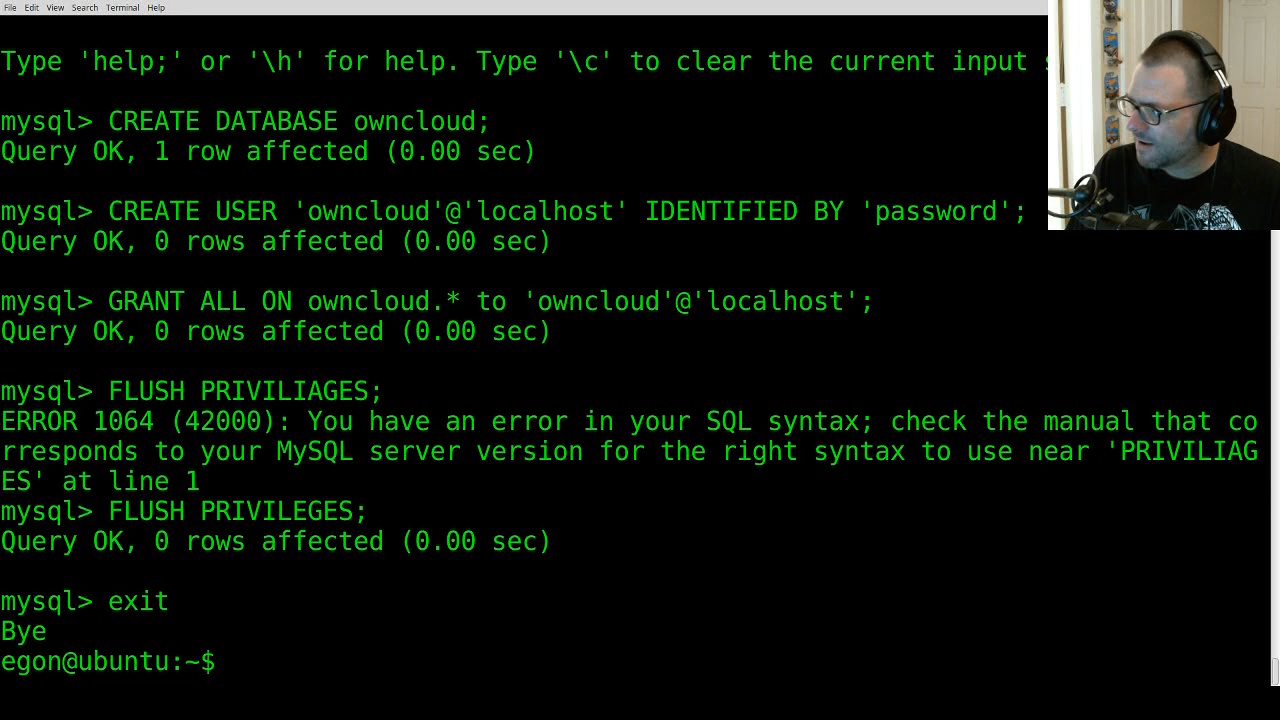 File Edit View Search Terminal Help
Type 'help;' or '\h' for help. Type '\c' to clear the current input
mysql> CREATE DATABASE owncloud;
Query OK, 1 row affected (0.00 sec)
mysql> CREATE USER 'owncloud'@'localhost' IDENTIFIED BY 'password';
Query OK, 0 rows affected (0.00 sec)
mysql> GRANT ALL ON owncloud.* to 'owncloud'@'localhost';
Query OK, 0 rows affected (0.00 sec)
mysql> FLUSH PRIVILIAGES;
ERROR 1064 (42000): You have an error in your SQL syntax; check the manual that co
rresponds to your MySQL server version for the right syntax to use near 'PRIVILIAG
ES' at line 1
mysql> FLUSH PRIVILEGES;
Query OK, 0 rows affected (0.00 sec)
mysql> exit
Bye
egon@ubuntu:~$